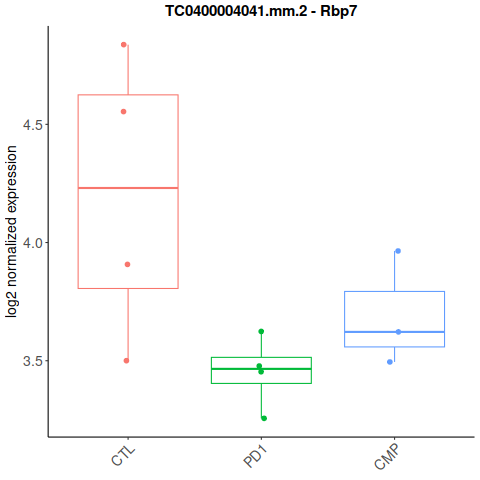 TC0400004041.mm.2 - Rbp7
log2 normalized expression
4.5
4.0
3.5
CTL
PD1
CMP